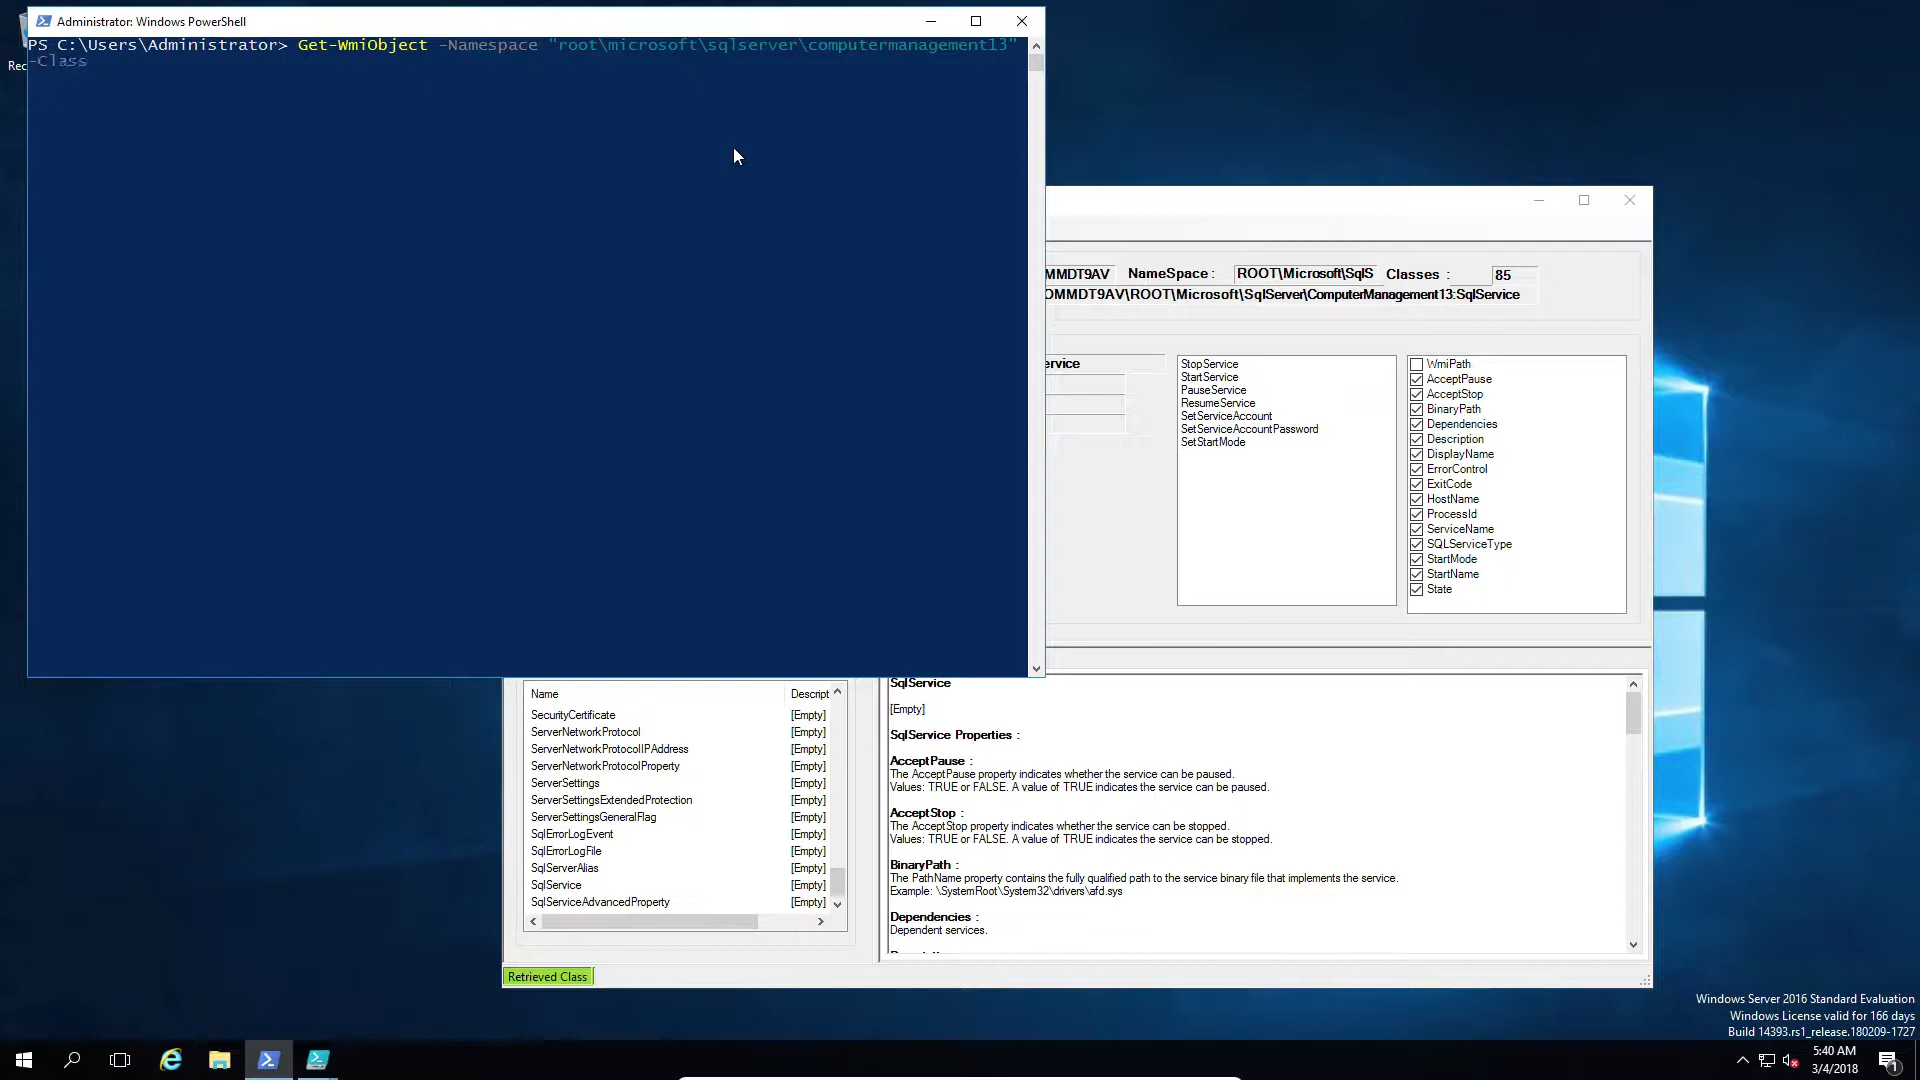 Administrator: Windows PowerShell
PS C:\Users\Administrator> Get-WmiObject -Namespace "root\microsoft\sqlserver\computermanagement13"
-Class
Rec
MMDT9AV NameSpace : ROOT\Microsoft\SqlS Classes : 85
OMMDT9AV\ROOT\Microsoft\SqlServer\ComputerManagement13:SqlService
ervice
StopService
StartService
PauseService
ResumeService
SetServiceAccount
SetServiceAccountPassword
SetStartMode
WmiPath
AcceptPause
AcceptStop
BinaryPath
Dependencies
Description
DisplayName
ErrorControl
ExitCode
HostName
ProcessId
ServiceName
SQLServiceType
StartMode
StartName
State
Name Descript
SecurityCertificate [Empty]
ServerNetworkProtocol [Empty]
ServerNetworkProtocolIPAddress [Empty]
ServerNetworkProtocolProperty [Empty]
ServerSettings [Empty]
ServerSettingsExtendedProtection [Empty]
ServerSettingsGeneralFlag [Empty]
SqlErrorLogEvent [Empty]
SqlErrorLogFile [Empty]
SqlServerAlias [Empty]
SqlService [Empty]
SqlServiceAdvancedProperty [Empty]
SqlService
[Empty]
SqlService Properties :
AcceptPause :
The AcceptPause property indicates whether the service can be paused.
Values: TRUE or FALSE. A value of TRUE indicates the service can be paused.
AcceptStop :
The AcceptStop property indicates whether the service can be stopped.
Values: TRUE or FALSE. A value of TRUE indicates the service can be stopped.
BinaryPath :
The PathName property contains the fully qualified path to the service binary file that implements the service.
Example: \SystemRoot\System32\drivers\afd.sys
Dependencies :
Dependent services.
Retrieved Class
Windows Server 2016 Standard Evaluation
Windows License valid for 166 days
Build 14393.rs1_release.180209-1727
5:40 AM
3/4/2018
1